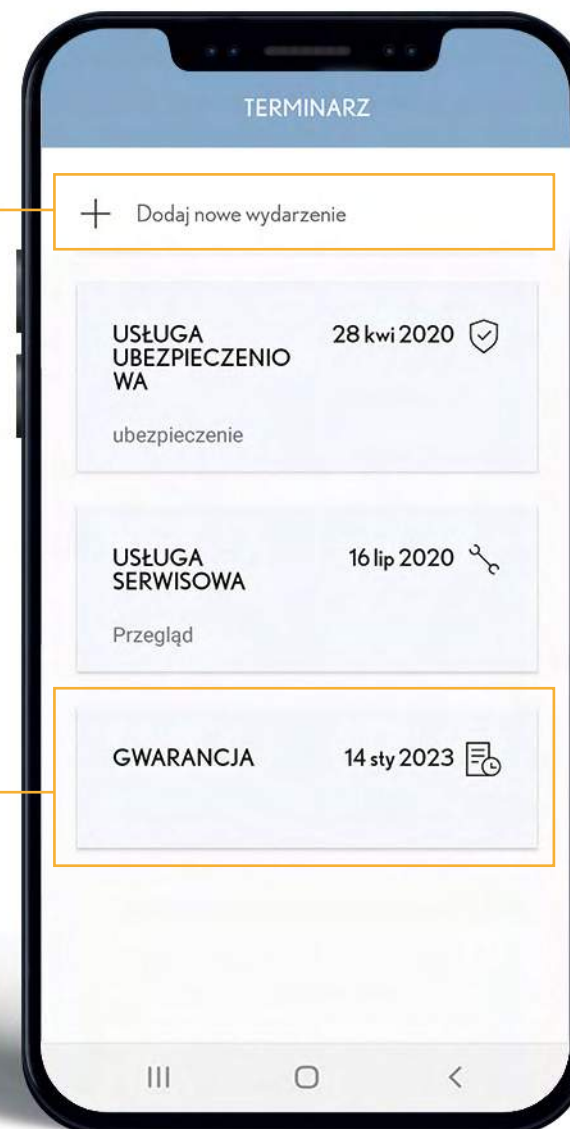 TERMINARZ
Dodaj nowe wydarzenie
USŁUGA
UBEZPIECZENIO
WA
28 kwi 2020
ubezpieczenie
USŁUGA
SERWISOWA
16 lip 2020
Przegląd
GWARANCJA
14 sty 2023